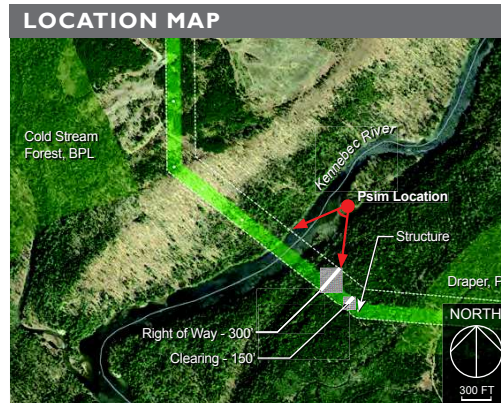 LOCATION MAP
Cold Stream
Forest, BPL
Kennebec River
Psim Location
Structure
Draper, P
Right of Way - 300'
Clearing - 150'
NORTH
300 FT